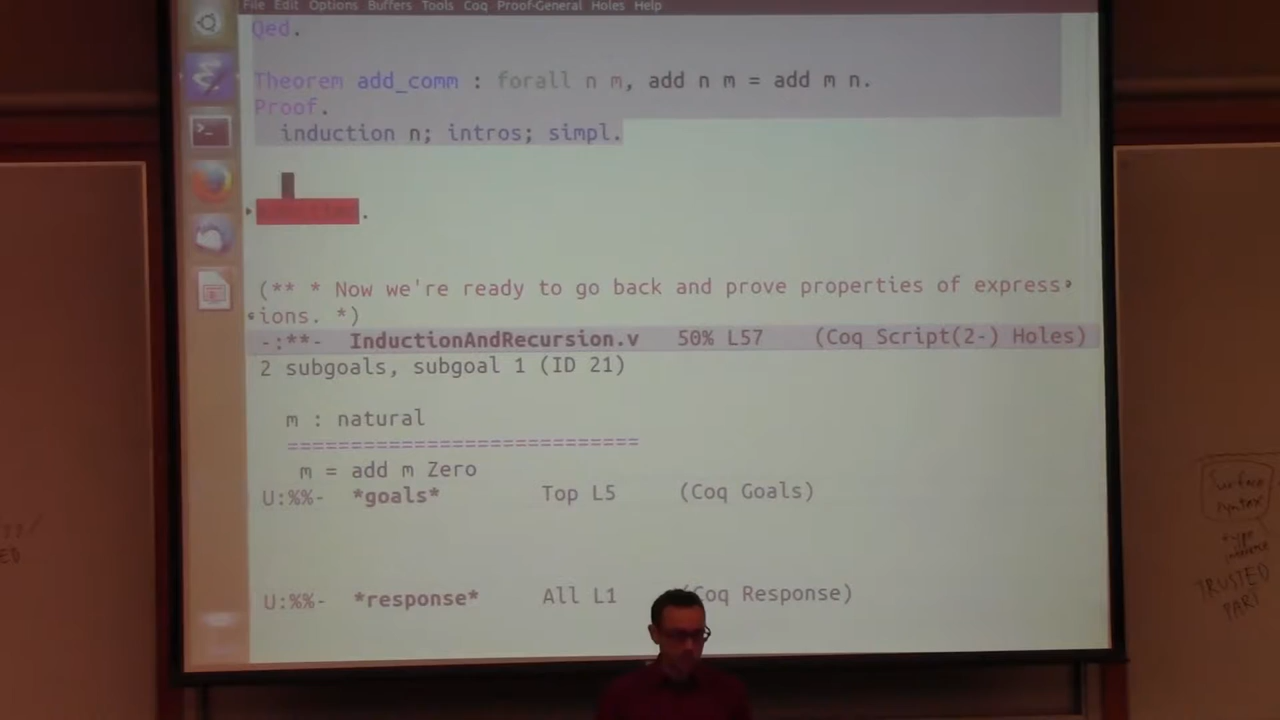 File Edit Options Buffers Tools Coq Proof-General Holes Help
Qed.
Theorem add_comm : forall n m, add n m = add m n.
Proof.
induction n; intros; simpl.
.
(** * Now we're ready to go back and prove properties of express
ions. *)
-:**- InductionAndRecursion.v 50% L57 (Coq Script(2-) Holes)
2 subgoals, subgoal 1 (ID 21)
m : natural
============================
m = add m Zero
U:%%- *goals* Top L5 (Coq Goals)
U:%%- *response* All L1 (Coq Response)
Surface
syntax
type
inference
TRUSTED
PART